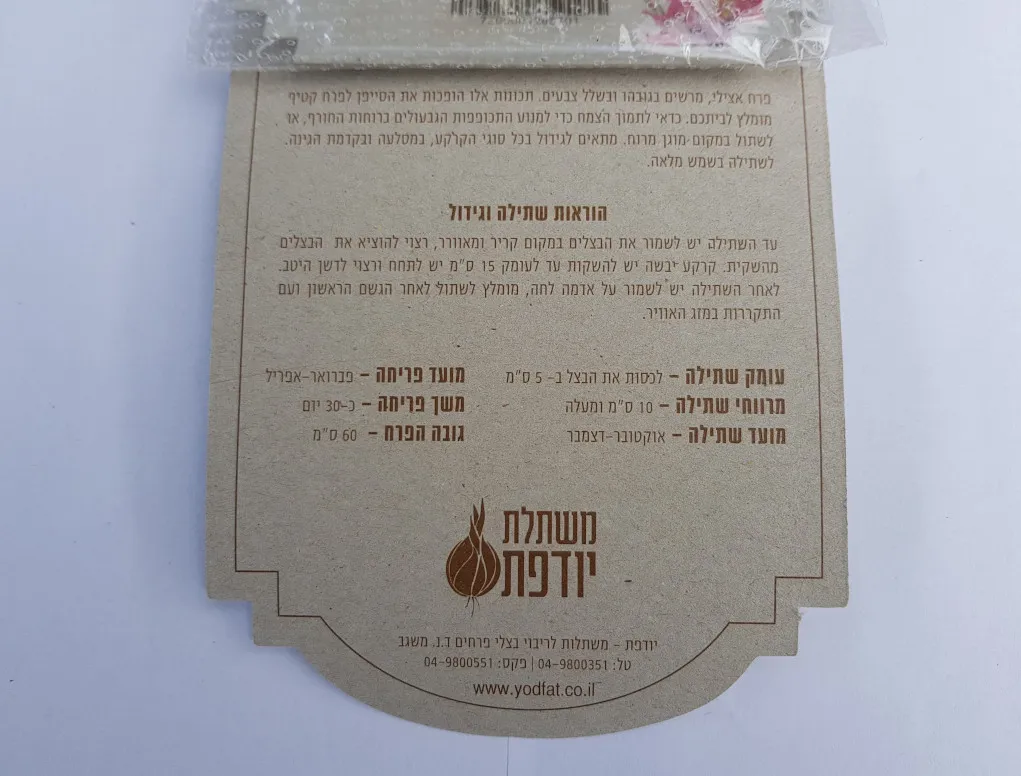 פרח אצילי, מרשים בגובהו ובשלל צבעים. תכונות אלו הופכות את הסייפן לפרח קטיף
מומלץ לביתכם. כדאי לתמוך הצמח כדי למנוע התכופפות הגבעולים ברוחות החורף, או
לשתול במקום מוגן מרוח. מתאים לגידול בכל סוגי הקרקע, במסלעה ובקדמת הגינה.
לשתילה בשמש מלאה.
הוראות שתילה וגידול
עד השתילה יש לשמור את הבצלים במקום קריר ומאוורר, רצוי להוציא את הבצלים
מהשקית. קרקע יבשה יש להשקות עד לעומק 15 ס"מ יש לתחח ורצוי לדשן היטב.
לאחר השתילה יש לשמור על אדמה לחה, מומלץ לשתול לאחר הגשם הראשון ועם
התקררות במזג האוויר.
עומק שתילה – לכסות את הבצל ב- 5 ס"מ
מרווחי שתילה – 10 ס"מ ומעלה
מועד שתילה – אוקטובר-דצמבר
מועד פריחה – פברואר-אפריל
משך פריחה – כ-30 יום
גובה הפרח – 60 ס"מ
משתלת
יודפת
יודפת - משתלות לריבוי בצלי פרחים ד.נ. משגב
טל: 04-9800351 | פקס: 04-9800551
www.yodfat.co.il